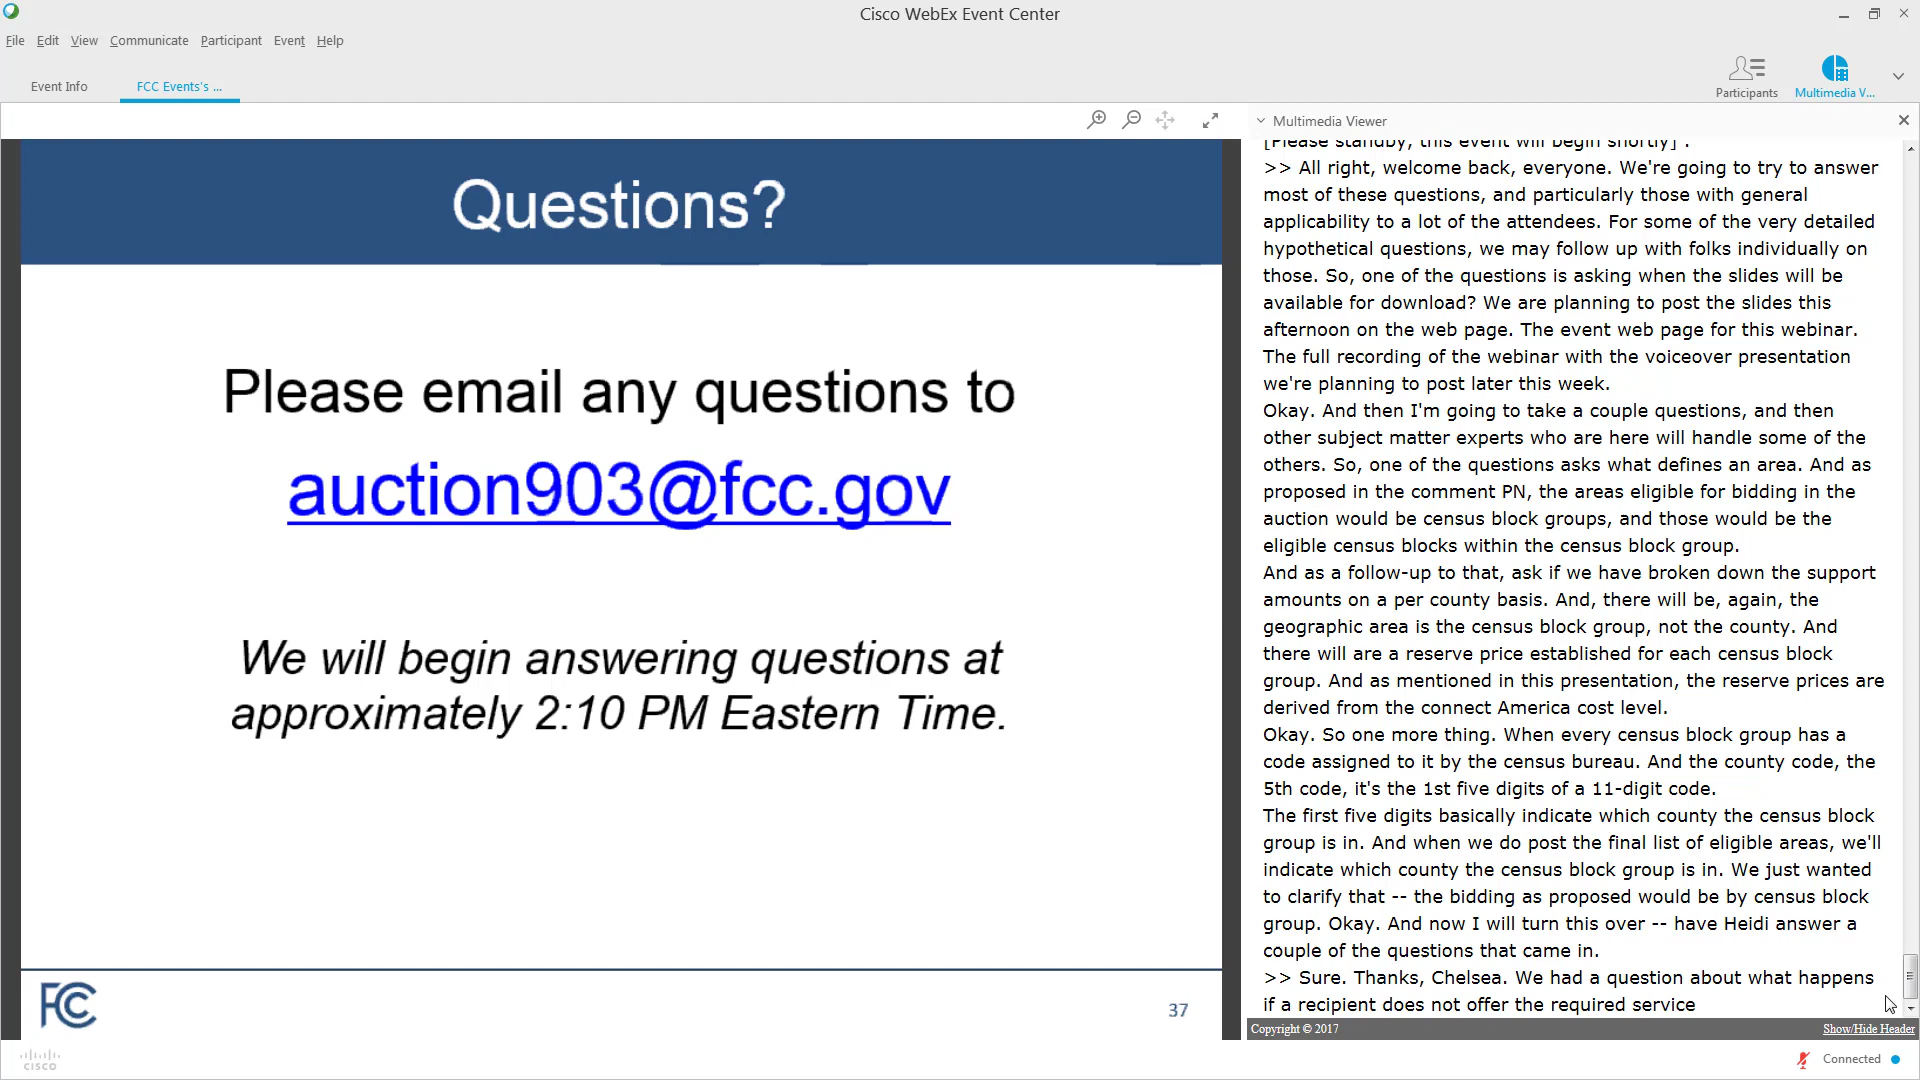 Cisco WebEx Event Center
File Edit View Communicate Participant Event Help
Event Info
FCC Events's ...
Participants
Multimedia V...
Questions?
Please email any questions to
auction903@fcc.gov
We will begin answering questions at
approximately 2:10 PM Eastern Time.
FCC
37
Multimedia Viewer
[Please standby, this event will begin shortly] .
>> All right, welcome back, everyone. We're going to try to answer
most of these questions, and particularly those with general
applicability to a lot of the attendees. For some of the very detailed
hypothetical questions, we may follow up with folks individually on
those. So, one of the questions is asking when the slides will be
available for download? We are planning to post the slides this
afternoon on the web page. The event web page for this webinar.
The full recording of the webinar with the voiceover presentation
we're planning to post later this week.
Okay. And then I'm going to take a couple questions, and then
other subject matter experts who are here will handle some of the
others. So, one of the questions asks what defines an area. And as
proposed in the comment PN, the areas eligible for bidding in the
auction would be census block groups, and those would be the
eligible census blocks within the census block group.
And as a follow-up to that, ask if we have broken down the support
amounts on a per county basis. And, there will be, again, the
geographic area is the census block group, not the county. And
there will are a reserve price established for each census block
group. And as mentioned in this presentation, the reserve prices are
derived from the connect America cost level.
Okay. So one more thing. When every census block group has a
code assigned to it by the census bureau. And the county code, the
5th code, it's the 1st five digits of a 11-digit code.
The first five digits basically indicate which county the census block
group is in. And when we do post the final list of eligible areas, we'll
indicate which county the census block group is in. We just wanted
to clarify that -- the bidding as proposed would be by census block
group. Okay. And now I will turn this over -- have Heidi answer a
couple of the questions that came in.
>> Sure. Thanks, Chelsea. We had a question about what happens
if a recipient does not offer the required service
Copyright © 2017
Show/Hide Header
cisco
Connected